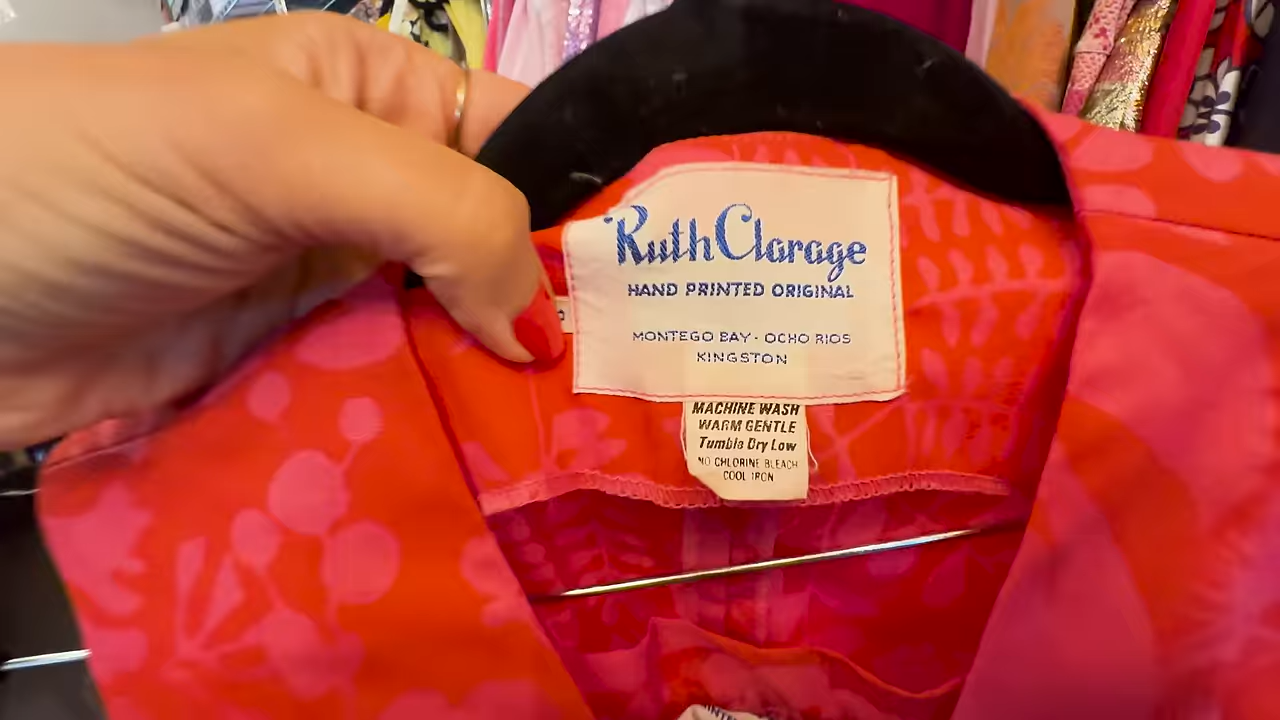 Ruth Clarage
HAND PRINTED ORIGINAL
MONTEGO BAY - OCHO RIOS
KINGSTON
MACHINE WASH
WARM GENTLE
Tumble Dry Low
NO CHLORINE BLEACH
COOL IRON